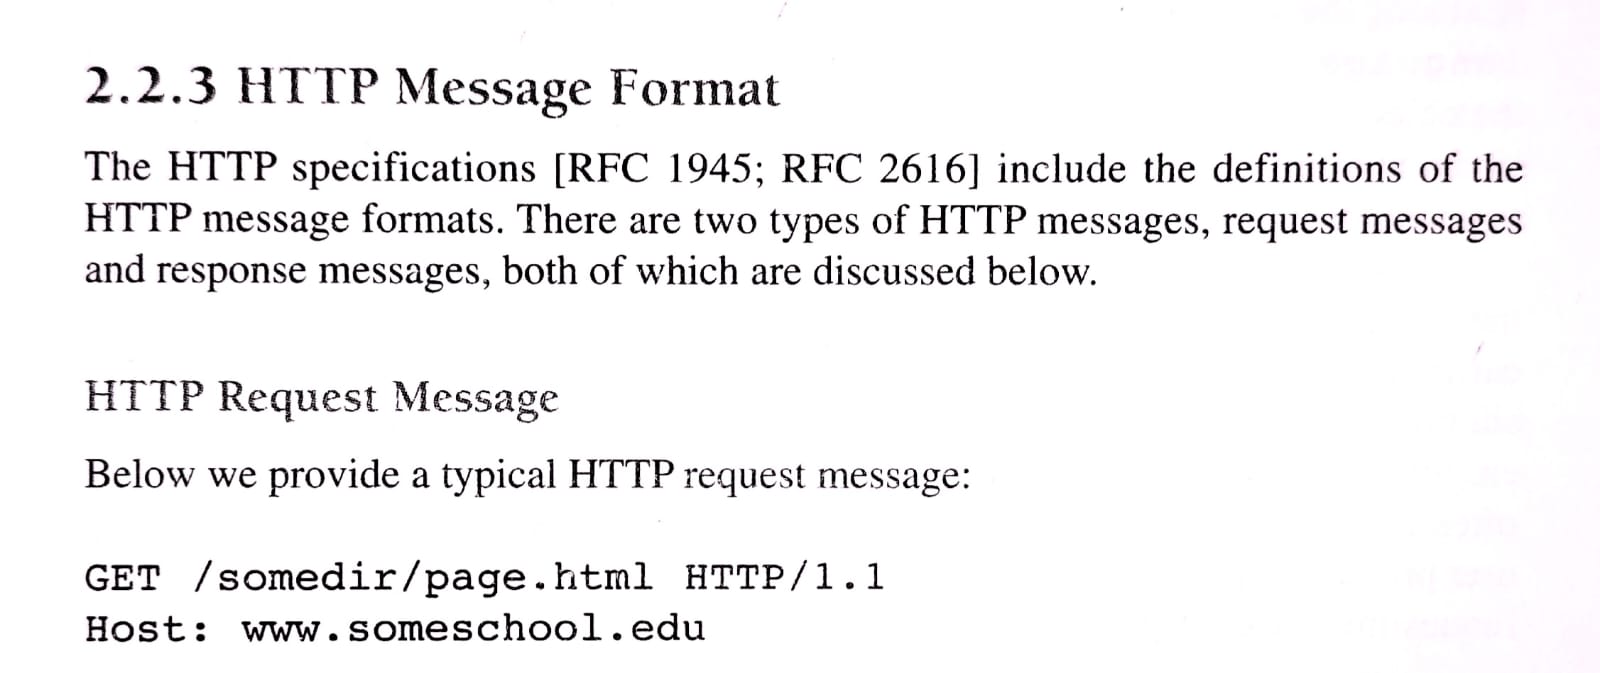 2.2.3 HTTP Message Format
The HTTP specifications [RFC 1945; RFC 2616] include the definitions of the
HTTP message formats. There are two types of HTTP messages, request messages
and response messages, both of which are discussed below.
HTTP Request Message
Below we provide a typical HTTP request message:
GET /somedir/page.html HTTP/1.1
Host: www.someschool.edu